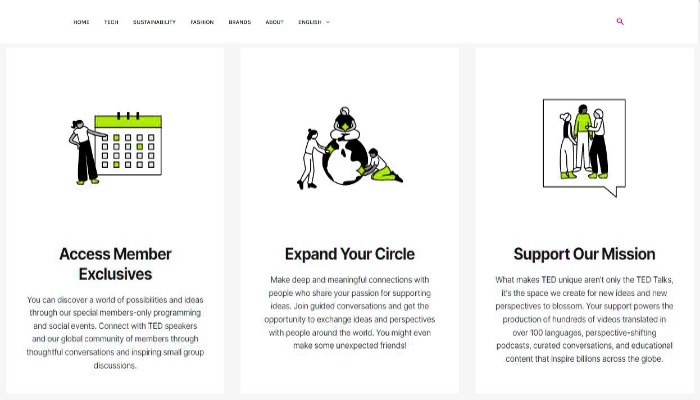 HOME TECH SUSTAINABILITY FASHION BRANDS ABOUT ENGLISH
Access Member
Exclusives
You can discover a world of possibilities and ideas
through our special members-only programming
and social events. Connect with TED speakers
and our global community of members through
thoughtful conversations and inspiring small group
discussions.
Expand Your Circle
Make deep and meaningful connections with
people who share your passion for supporting
ideas. Join guided conversations and get the
opportunity to exchange ideas and perspectives
with people around the world. You might even
make some unexpected friends!
Support Our Mission
What makes TED unique aren't only the TED Talks,
it's the space we create for new ideas and new
perspectives to blossom. Your support powers the
production of hundreds of videos translated in
over 100 languages, perspective-shifting
podcasts, curated conversations, and educational
content that inspire billions across the globe.